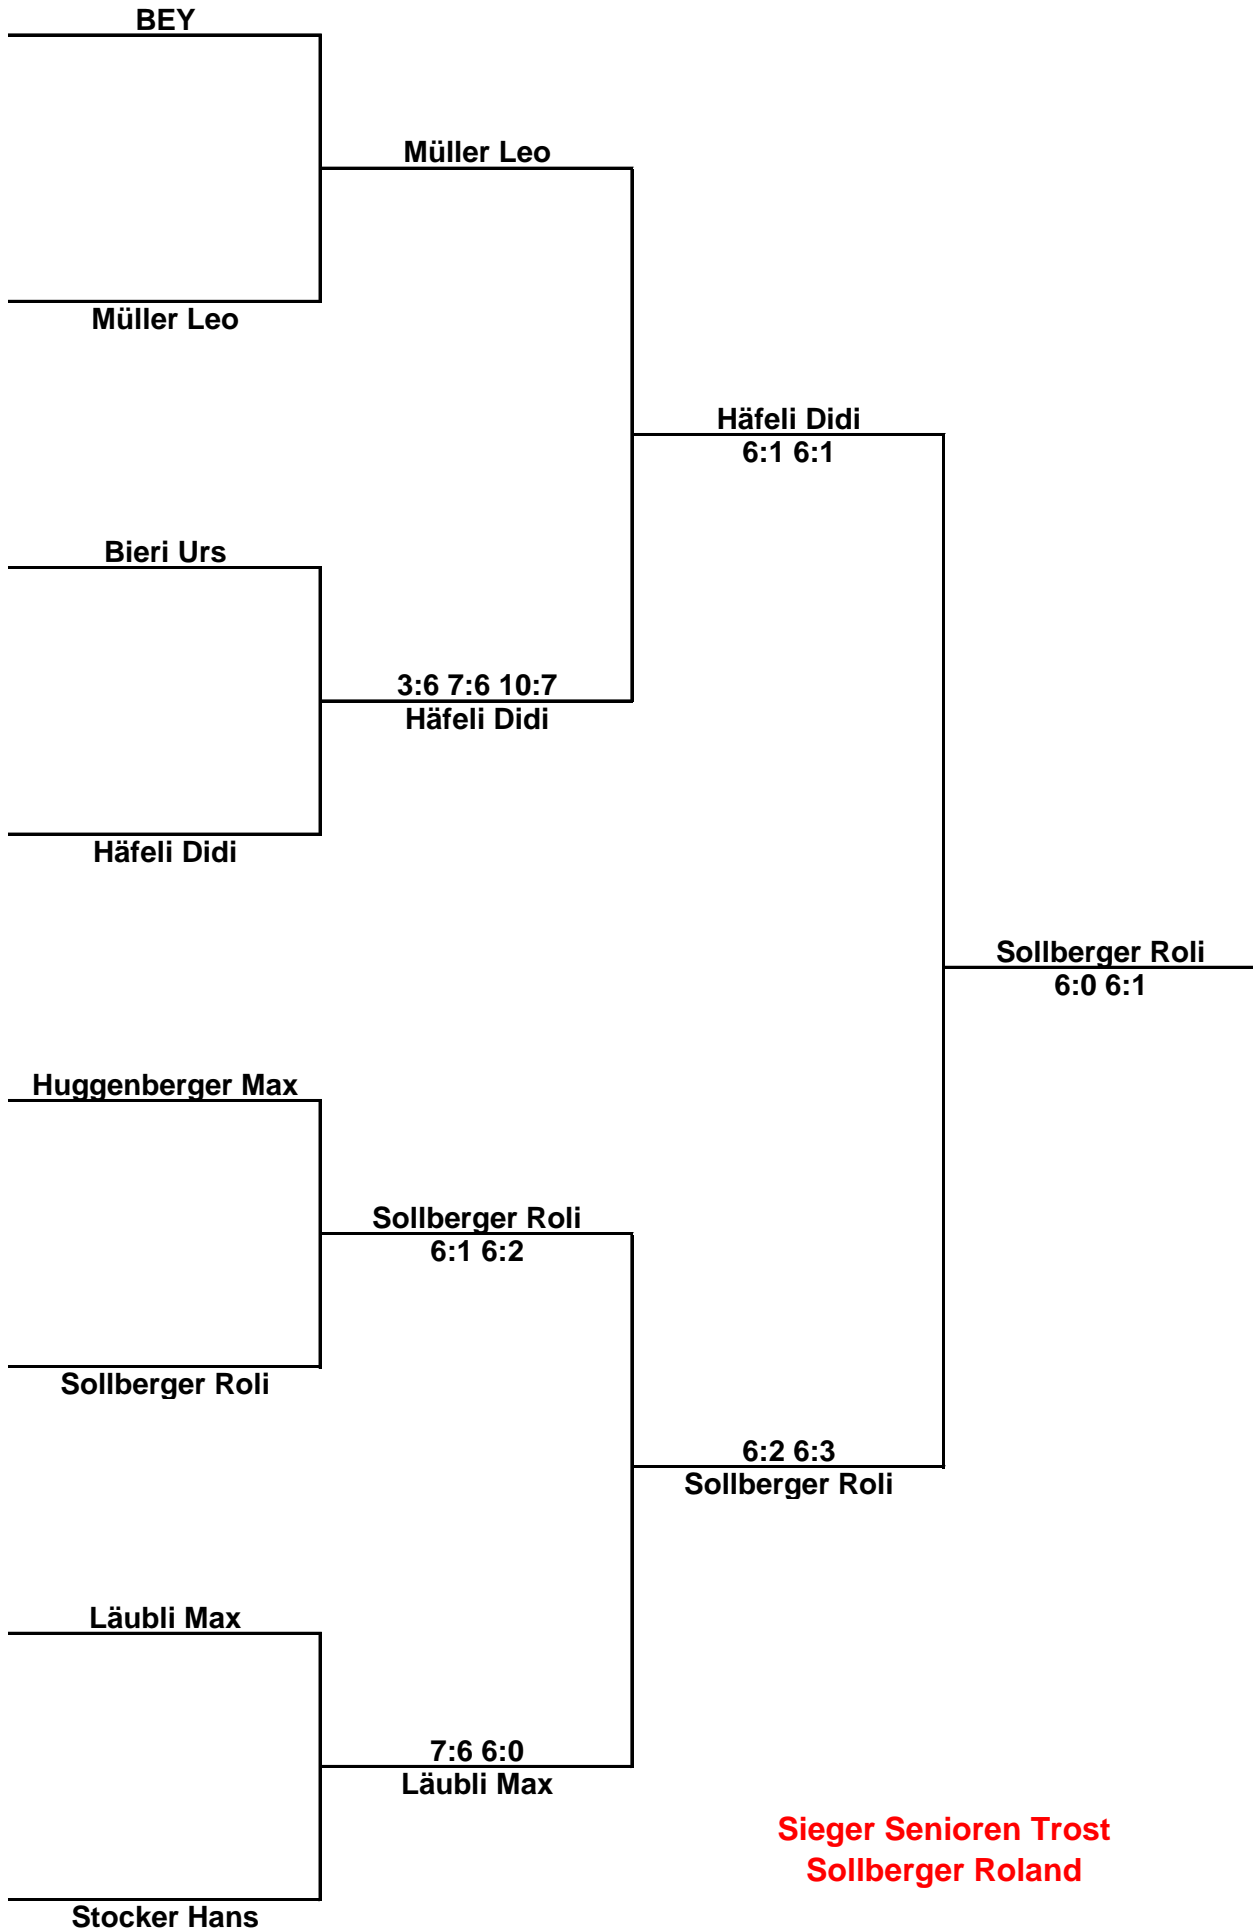 BEY
Müller Leo
Müller Leo
Häfeli Didi
6:1 6:1
Bieri Urs
3:6 7:6 10:7
Häfeli Didi
Häfeli Didi
Sollberger Roli
6:0 6:1
Huggenberger Max
Sollberger Roli
6:1 6:2
Sollberger Roli
6:2 6:3
Sollberger Roli
Läubli Max
7:6 6:0
Läubli Max
Sieger Senioren Trost
Sollberger Roland
Stocker Hans